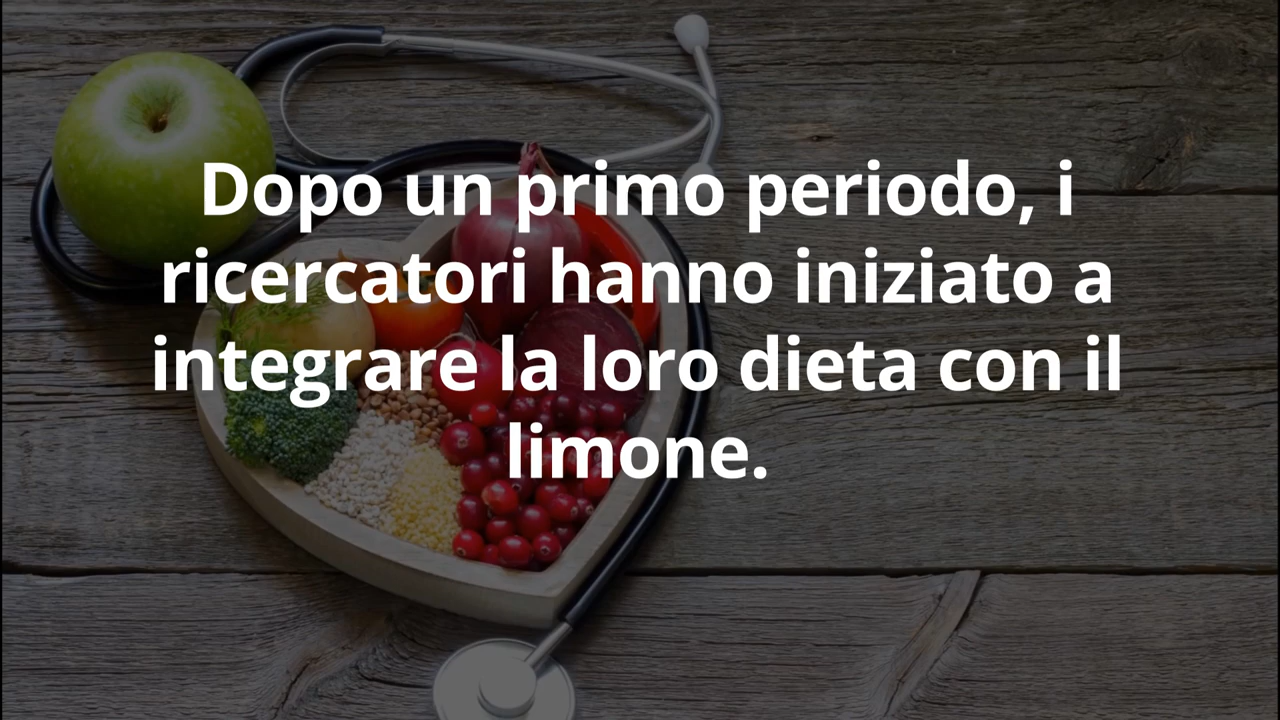 Dopo un primo periodo, i
ricercatori hanno iniziato a
integrare la loro dieta con il
limone.